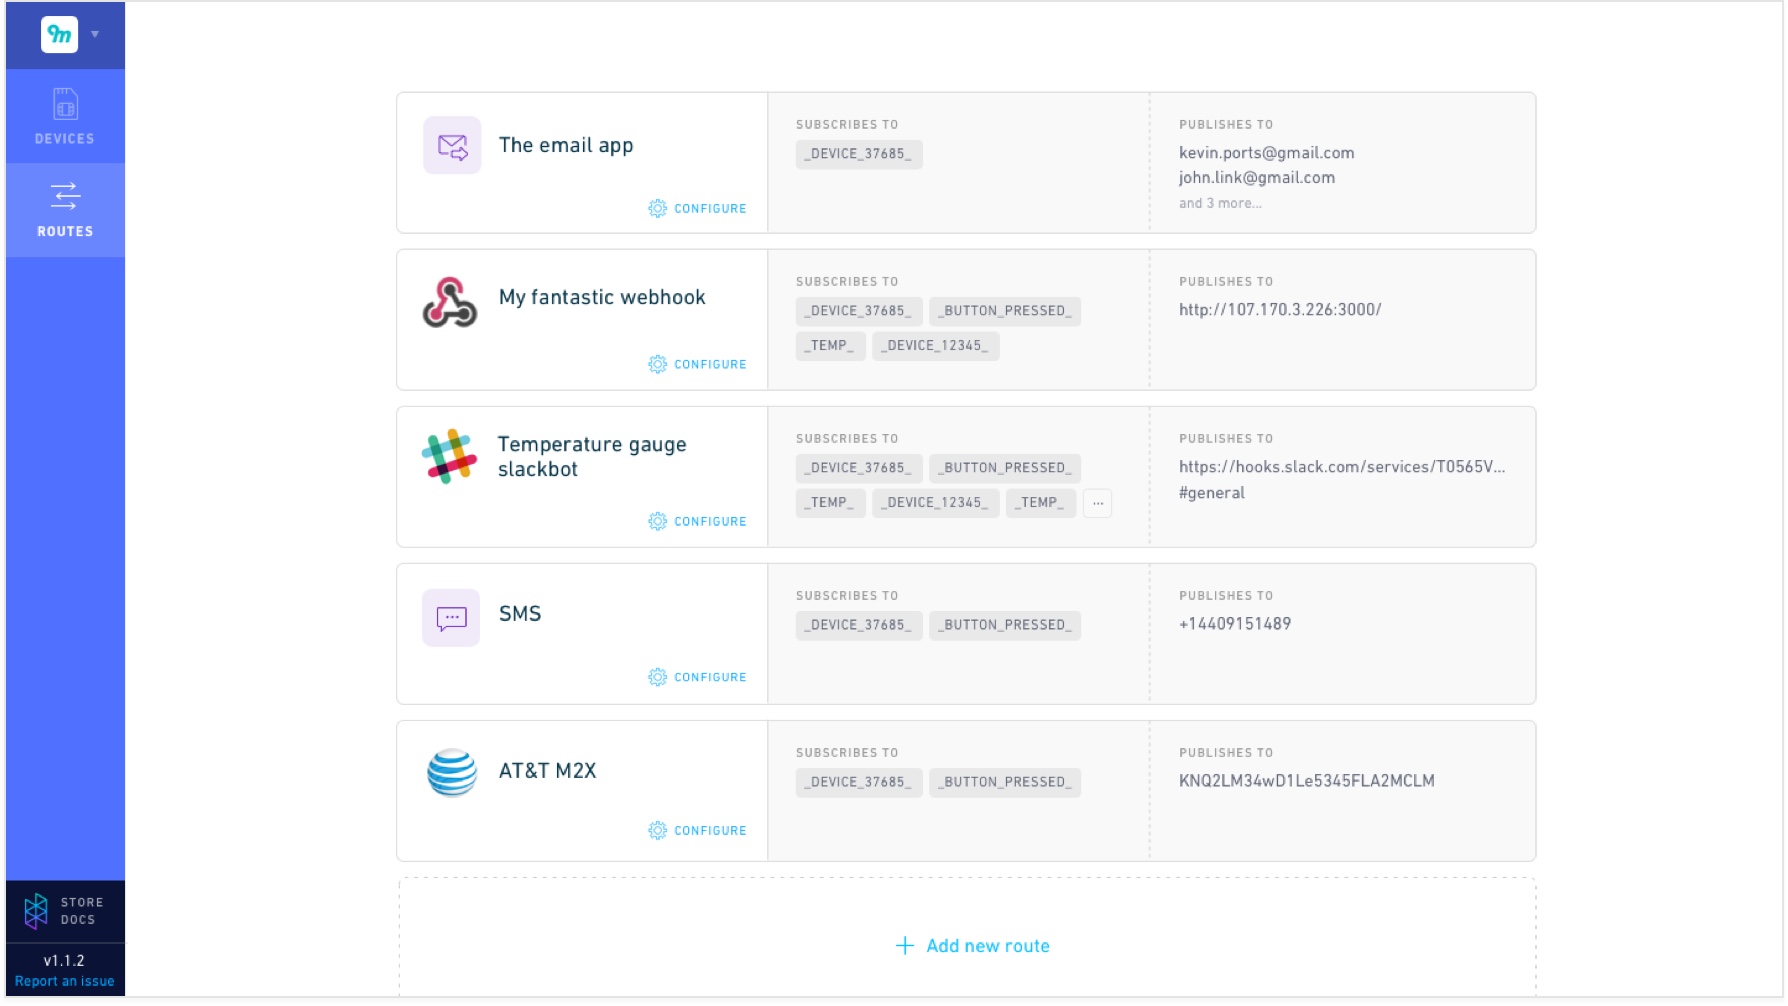 m
DEVICES
ROUTES
STORE
DOCS
v1.1.2
Report an issue
The email app
CONFIGURE
SUBSCRIBES TO
_DEVICE_37685_
PUBLISHES TO
kevin.ports@gmail.com
john.link@gmail.com
and 3 more...
My fantastic webhook
CONFIGURE
SUBSCRIBES TO
_DEVICE_37685_ _BUTTON_PRESSED_
_TEMP_ _DEVICE_12345_
PUBLISHES TO
http://107.170.3.226:3000/
Temperature gauge
slackbot
CONFIGURE
SUBSCRIBES TO
_DEVICE_37685_ _BUTTON_PRESSED_
_TEMP_ _DEVICE_12345_ _TEMP_ ...
PUBLISHES TO
https://hooks.slack.com/services/T0565V...
#general
SMS
CONFIGURE
SUBSCRIBES TO
_DEVICE_37685_ _BUTTON_PRESSED_
PUBLISHES TO
+14409151489
AT&T M2X
CONFIGURE
SUBSCRIBES TO
_DEVICE_37685_ _BUTTON_PRESSED_
PUBLISHES TO
KNQ2LM34wD1Le5345FLA2MCLM
+ Add new route